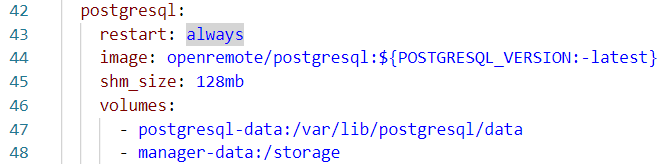 42 postgresql:
43 restart: always
44 image: openremote/postgresql:${POSTGRESQL_VERSION:-latest}
45 shm_size: 128mb
46 volumes:
47 - postgresql-data:/var/lib/postgresql/data
48 - manager-data:/storage